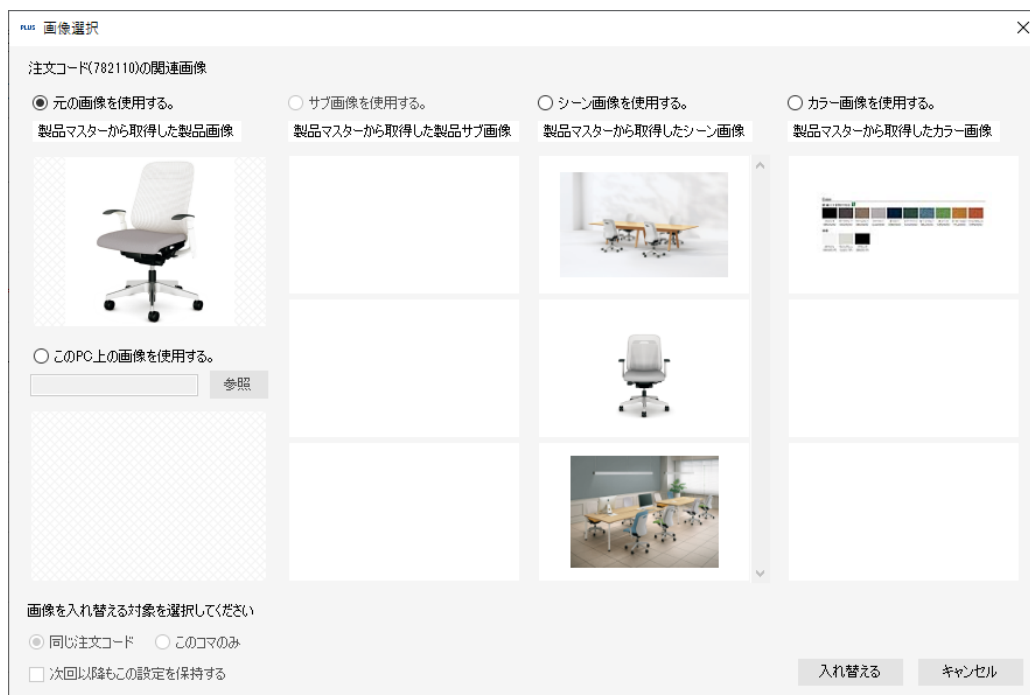 PLUS 画像選択
注文コード(782110)の関連画像
元の画像を使用する。
製品マスターから取得した製品画像
サブ画像を使用する。
製品マスターから取得した製品サブ画像
シーン画像を使用する。
製品マスターから取得したシーン画像
カラー画像を使用する。
製品マスターから取得したカラー画像
このPC上の画像を使用する。
参照
画像を入れ替える対象を選択してください
同じ注文コード
このコマのみ
次回以降もこの設定を保持する
入れ替える
キャンセル